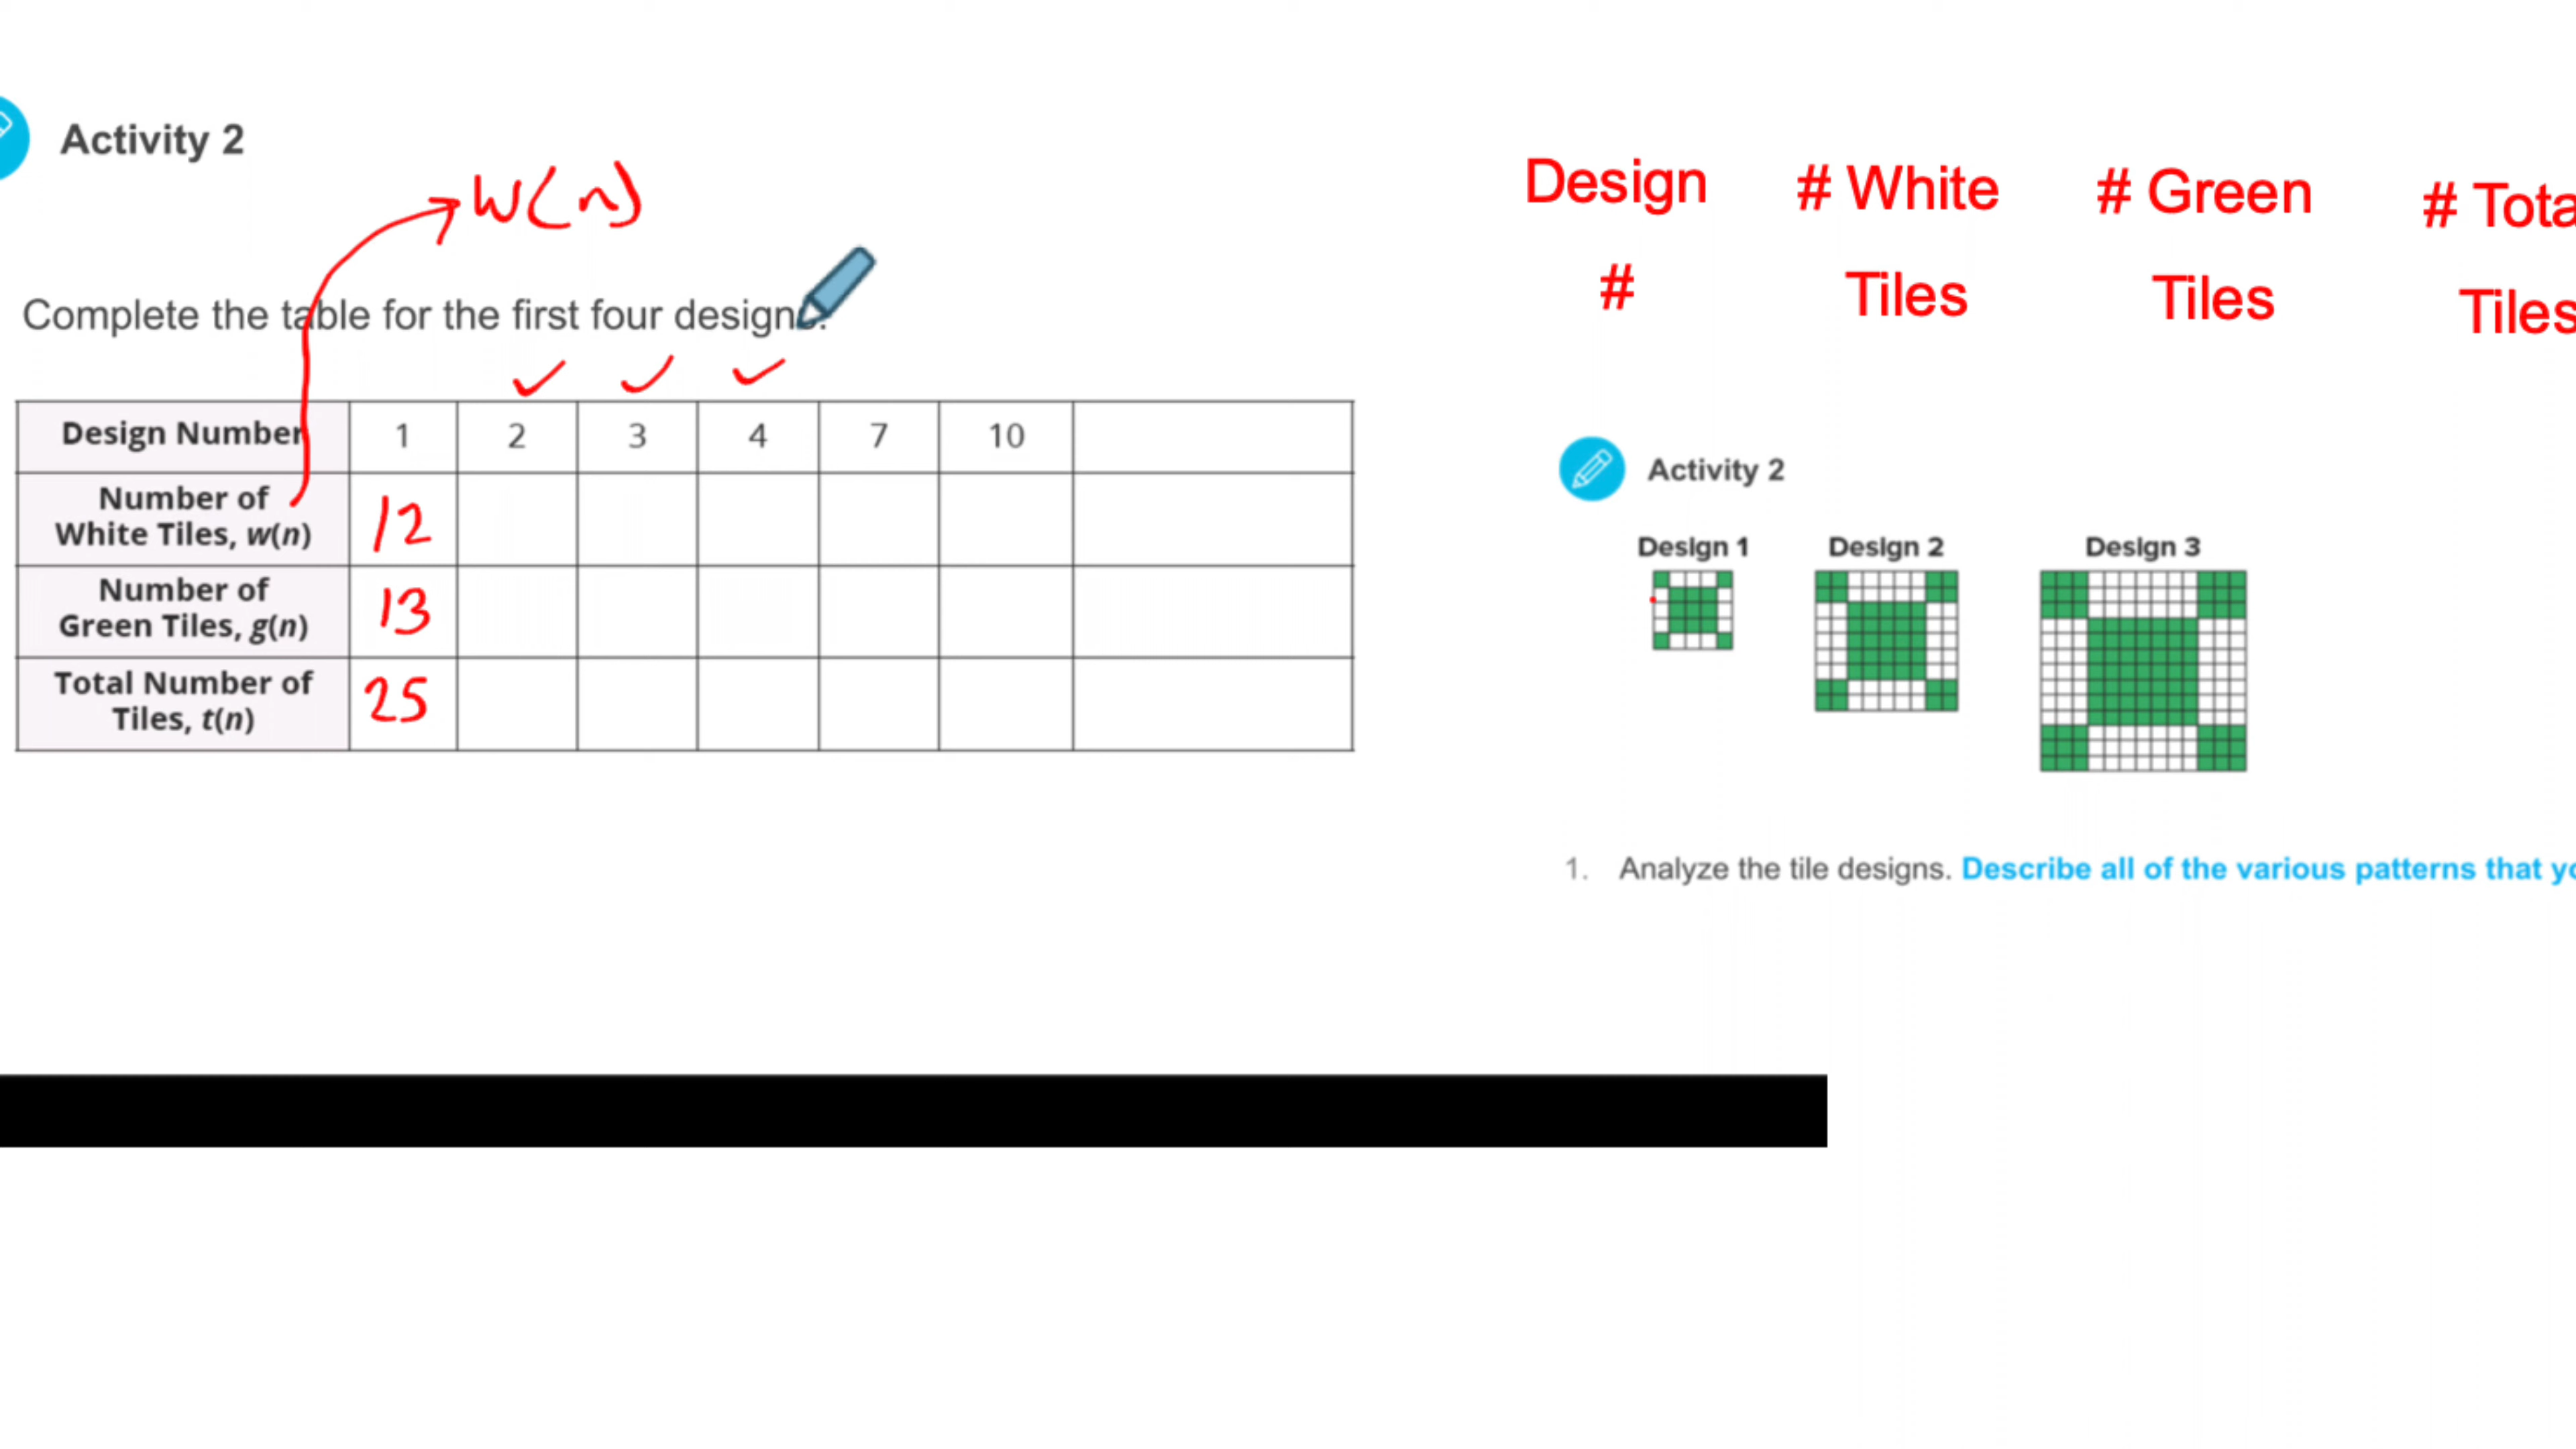 Activity 2
W(n)
Complete the table for the first four
Design Number 1 2 3 4 7 10
Number of
White Tiles, w(n) 12
Number of
Green Tiles, g(n) 13
Total Number of
Tiles, t(n) 25
Design # White # Green #
# Tiles Tiles Tiles
Activity 2
Design 1 Design 2 Design 3
1. Analyze the tile designs. Describe all of the various patterns that